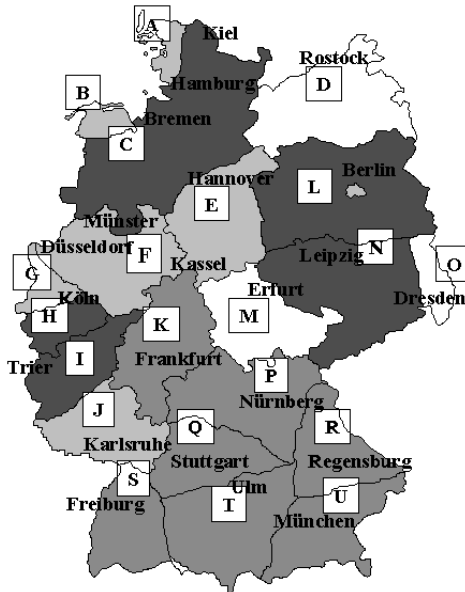 A
Kiel
Rostock
D
B
Hamburg
Bremen
C
Hannover
Berlin
E
L
Münster
Düsseldorf
F
N
Kassel
Leipzig
G
O
Köln
Erfurt
Dresden
H
K
M
Trier
I
Frankfurt
P
Nürnberg
J
Karlsruhe
Q
R
Stuttgart
Regensburg
S
Ulm
Freiburg
T
U
München